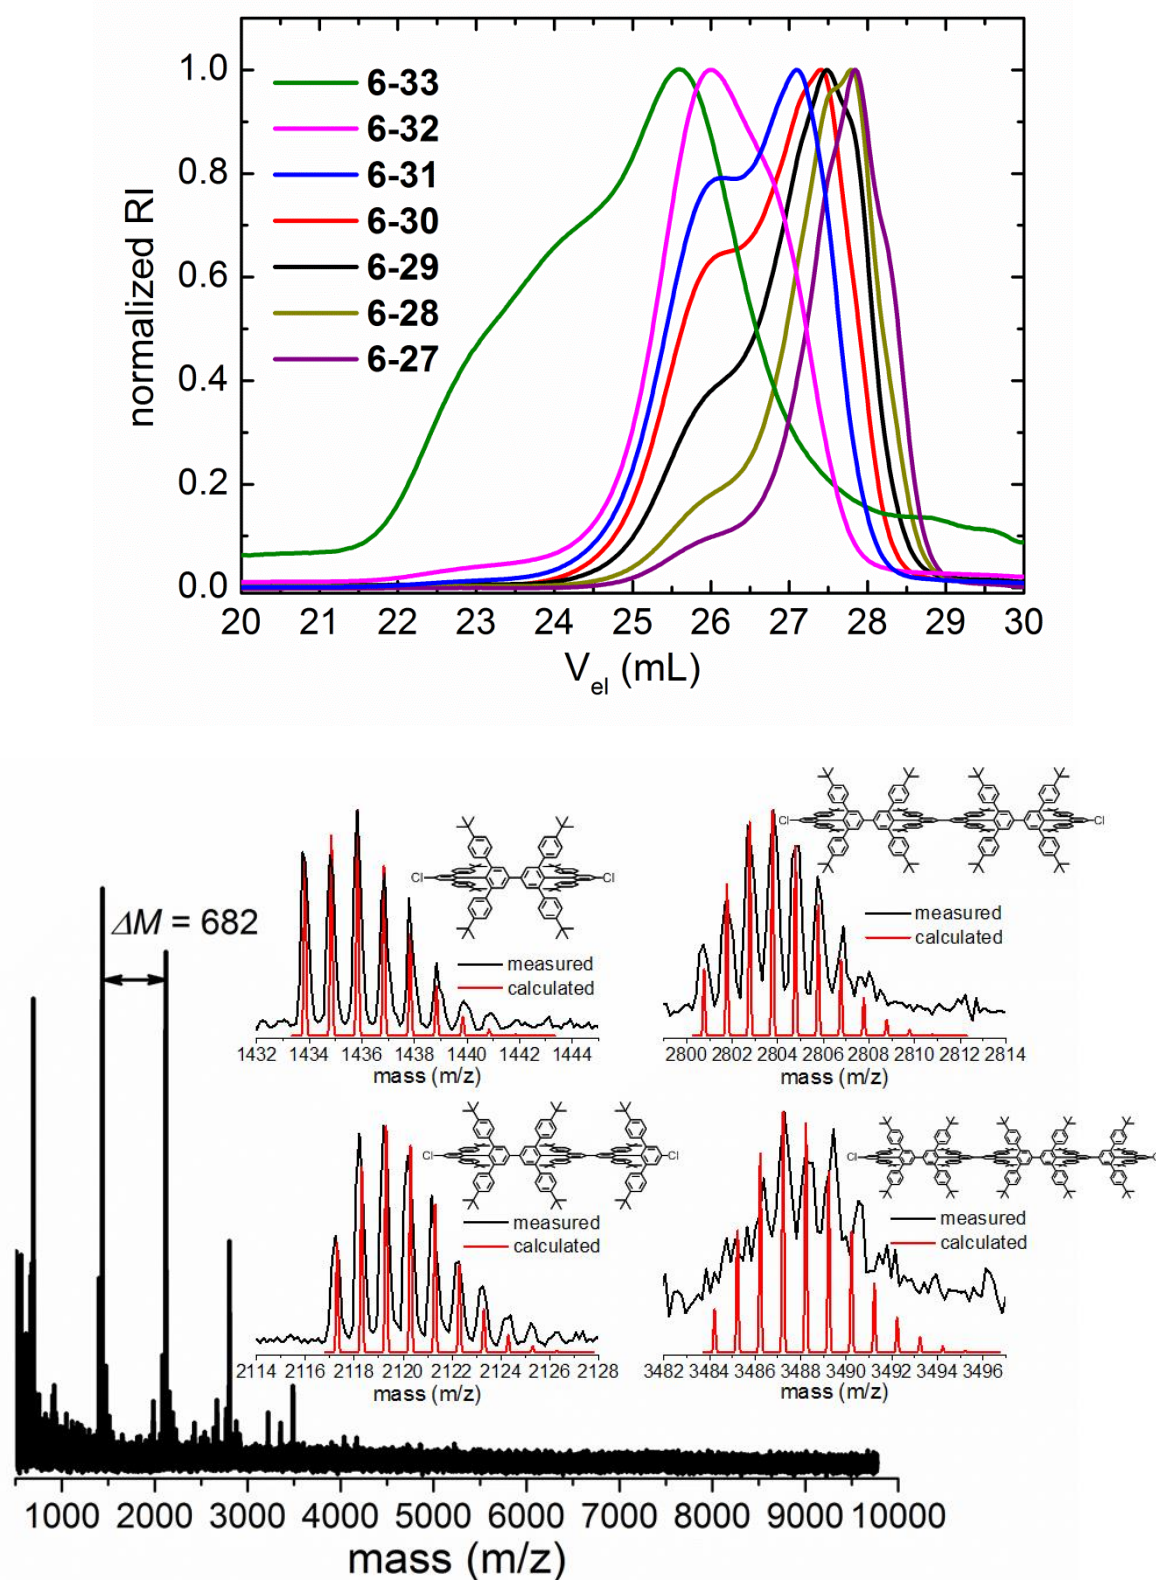 1.0
0.8
0.6
0.4
0.2
0.0
normalized RI
6-33
6-32
6-31
6-30
6-29
6-28
6-27
20 21 22 23 24 25 26 27 28 29 30
V_el (mL)
ΔM = 682
Cl Cl
measured
calculated
1432 1434 1436 1438 1440 1442 1444
mass (m/z)
Cl Cl
measured
calculated
2800 2802 2804 2806 2808 2810 2812 2814
mass (m/z)
Cl Cl
measured
calculated
2114 2116 2118 2120 2122 2124 2126 2128
mass (m/z)
Cl C
measured
calculated
3482 3484 3486 3488 3490 3492 3494 3496
mass (m/z)
1000 2000 3000 4000 5000 6000 7000 8000 9000 10000
mass (m/z)